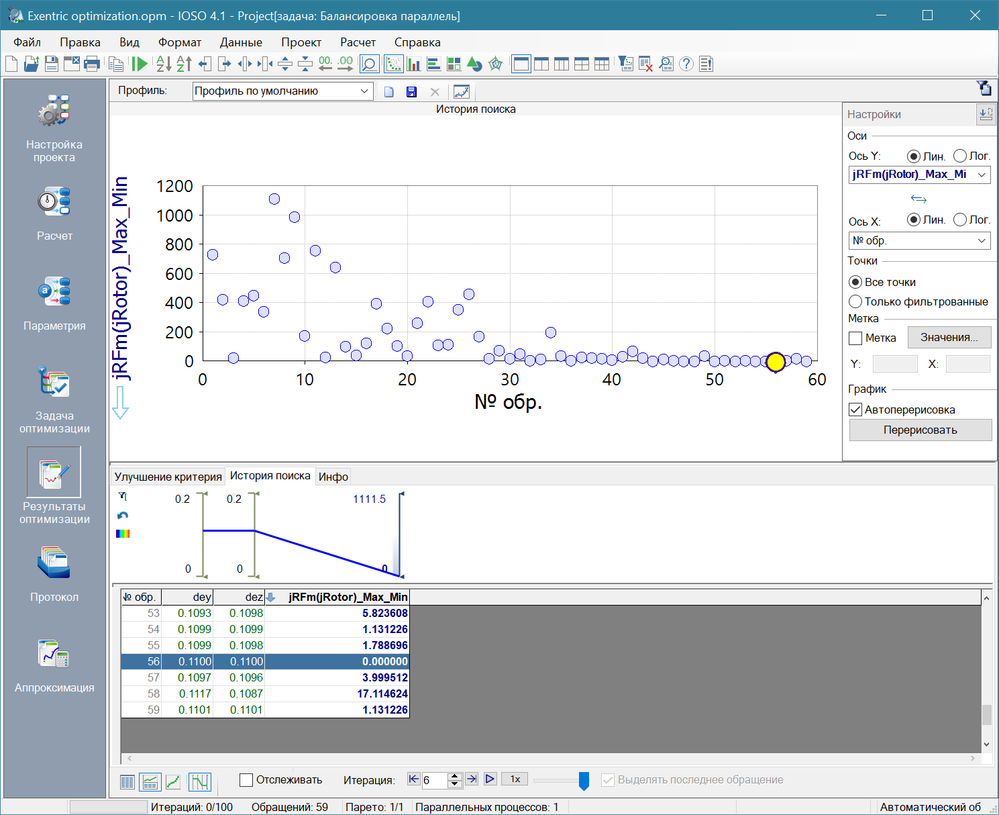 Exentric optimization.opm - IOSO 4.1 - Project[задача: Балансировка параллель]
Файл Правка Вид Формат Данные Проект Расчет Справка
Настройка
проекта
Расчет
Параметрия
Задача
оптимизации
Результаты
оптимизации
Протокол
Аппроксимация
Профиль: Профиль по умолчанию
История поиска
jRFm(jRotor)_Max_Min
1200
1000
800
600
400
200
0
0 10 20 30 40 50 60
№ обр.
Настройки
Оси
Ось Y: Лин. Лог.
jRFm(jRotor)_Max_Mi
Ось X: Лин. Лог.
№ обр.
Точки
Все точки
Только фильтрованные
Метка
Метка Значения...
Y: X:
График
Автоперерисовка
Перерисовать
Улучшение критерия История поиска Инфо
0.2 0.2 1111.5
0 0 0
№ обр. dey dez jRFm(jRotor)_Max_Min
53 0.1093 0.1098 5.823608
54 0.1099 0.1099 1.131226
55 0.1099 0.1098 1.788696
56 0.1100 0.1100 0.000000
57 0.1097 0.1096 3.999512
58 0.1117 0.1087 17.114624
59 0.1101 0.1101 1.131226
Отслеживать Итерация: 6 1x Выделять последнее обращение
Итераций: 0/100 Обращений: 59 Парето: 1/1 Параллельных процессов: 1 Автоматический об